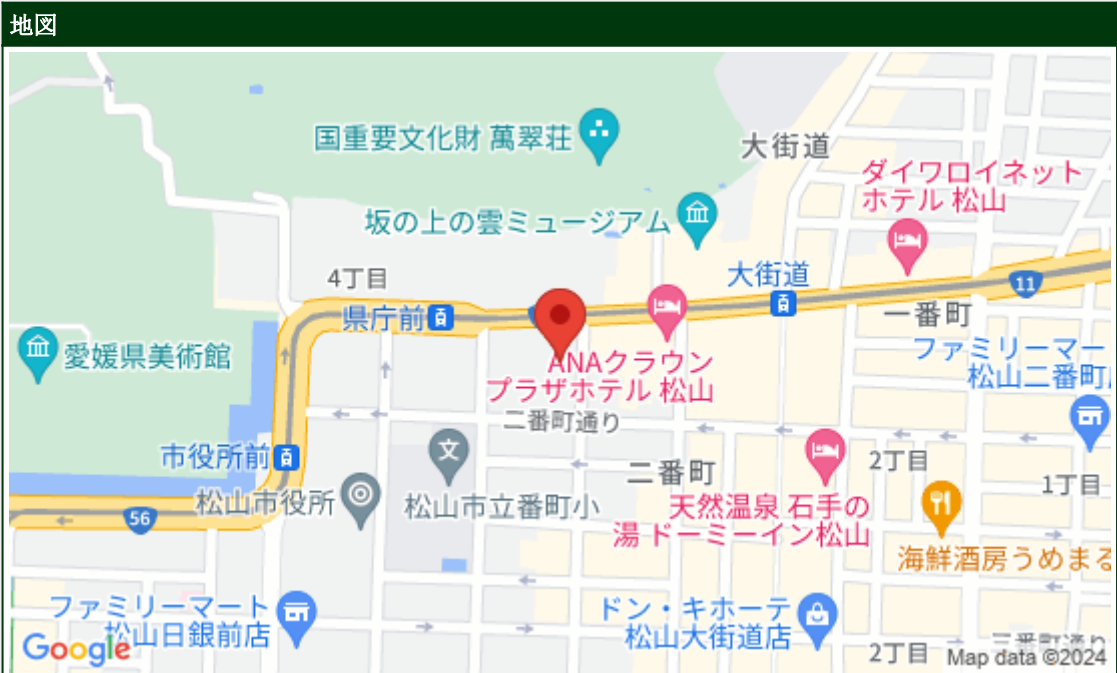 地図
国重要文化財 萬翠荘
大街道
ダイワロイネット
ホテル 松山
坂の上の雲ミュージアム
4丁目
大街道
11
県庁前
一番町
愛媛県美術館
ANAクラウン
プラザホテル 松山
ファミリーマー
松山二番町
二番町通り
市役所前
二番町
2丁目
文
松山市役所
松山市立番町小
1丁目
天然温泉 石手の
湯 ドーミーイン松山
56
海鮮酒房うめまる
ファミリーマート
松山日銀前店
ドン・キホーテ
松山大街道店
三番町通り
2丁目
Google
Map data ©2024